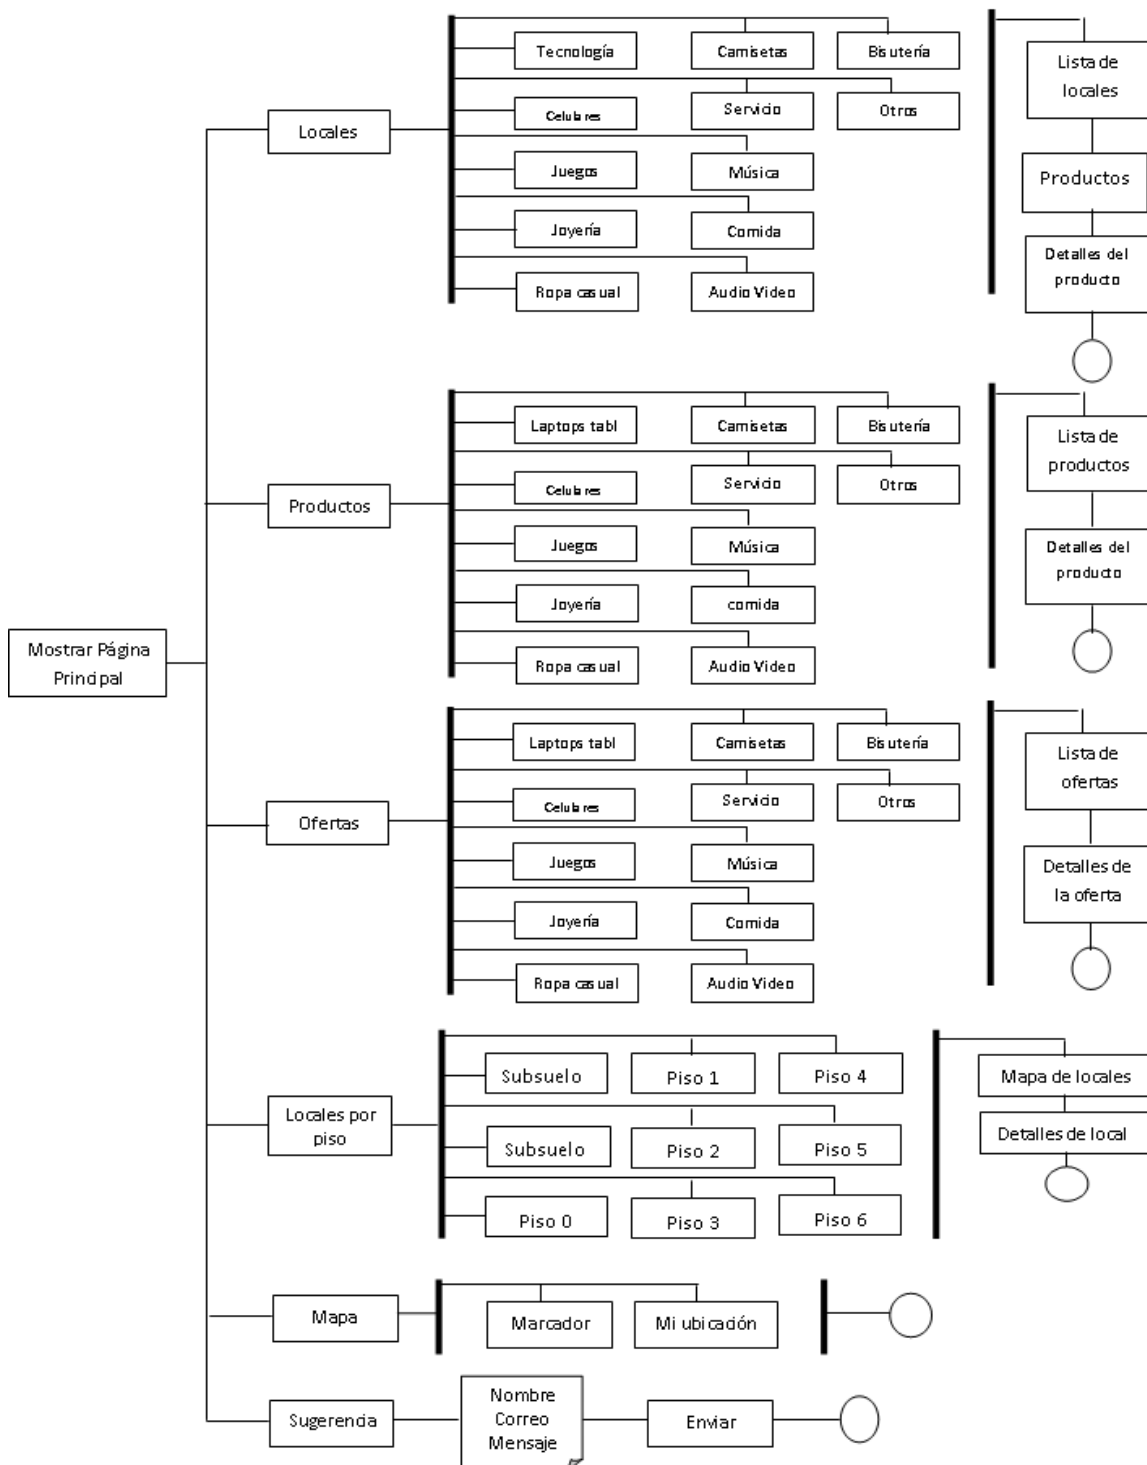 Mostrar Página
Principal
Locales
Tecnología
Camisetas
Bisutería
Celulares
Servicio
Otros
Juegos
Música
Joyería
Comida
Ropa casual
Audio Video
Lista de
locales
Productos
Detalles del
producto
Productos
Laptops tabl
Camisetas
Bisutería
Celulares
Servicio
Otros
Juegos
Música
Joyería
comida
Ropa casual
Audio Video
Lista de
productos
Detalles del
producto
Ofertas
Laptops tabl
Camisetas
Bisutería
Celulares
Servicio
Otros
Juegos
Música
Joyería
Comida
Ropa casual
Audio Video
Lista de
ofertas
Detalles de
la oferta
Locales por
piso
Subsuelo
Piso 1
Piso 4
Subsuelo
Piso 2
Piso 5
Piso 0
Piso 3
Piso 6
Mapa de locales
Detalles de local
Mapa
Marcador
Mi ubicación
Sugerencia
Nombre
Correo
Mensaje
Enviar